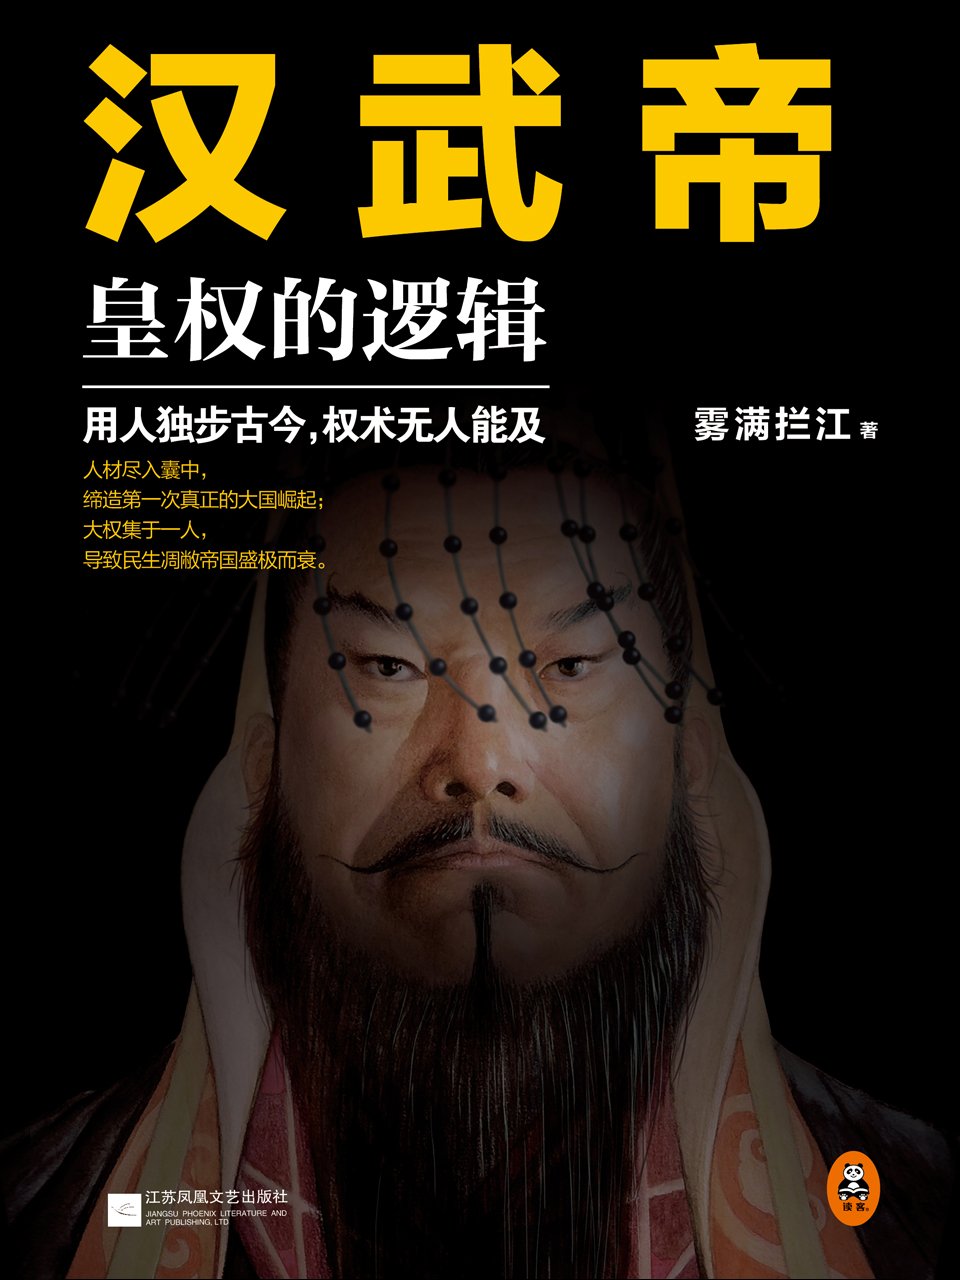 汉武帝
皇权的逻辑
用人独步古今，权术无人能及
雾满拦江 著
人材尽入囊中，
缔造第一次真正的大国崛起；
大权集于一人，
导致民生凋敝帝国盛极而衰。
江苏凤凰文艺出版社
JIANGSU PHOENIX LITERATURE AND
ART PUBLISHING, LTD
读客®